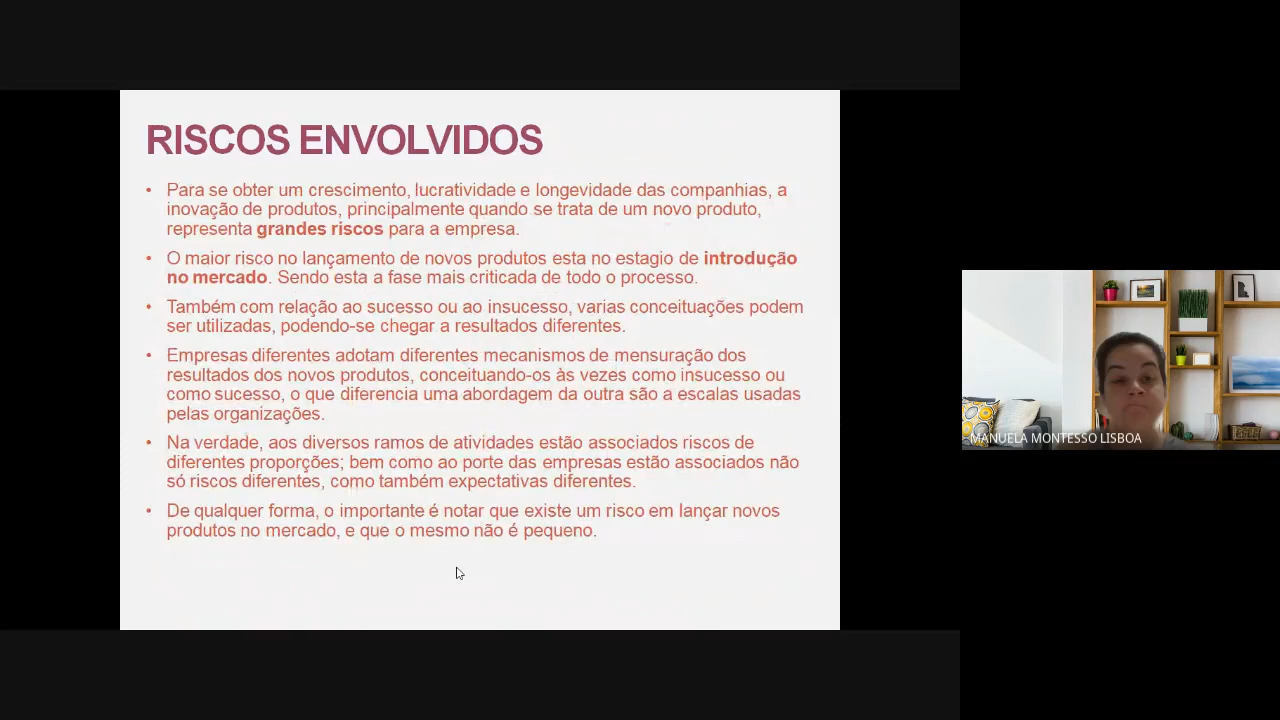 RISCOS ENVOLVIDOS
• Para se obter um crescimento, lucratividade e longevidade das companhias, a
inovação de produtos, principalmente quando se trata de um novo produto,
representa grandes riscos para a empresa.
• O maior risco no lançamento de novos produtos esta no estagio de introdução
no mercado. Sendo esta a fase mais criticada de todo o processo.
• Também com relação ao sucesso ou ao insucesso, varias conceituações podem
ser utilizadas, podendo-se chegar a resultados diferentes.
• Empresas diferentes adotam diferentes mecanismos de mensuração dos
resultados dos novos produtos, conceituando-os às vezes como insucesso ou
como sucesso, o que diferencia uma abordagem da outra são a escalas usadas
pelas organizações.
• Na verdade, aos diversos ramos de atividades estão associados riscos de
diferentes proporções; bem como ao porte das empresas estão associados não
só riscos diferentes, como também expectativas diferentes.
• De qualquer forma, o importante é notar que existe um risco em lançar novos
produtos no mercado, e que o mesmo não é pequeno.
MANUELA MONTESSO LISBOA